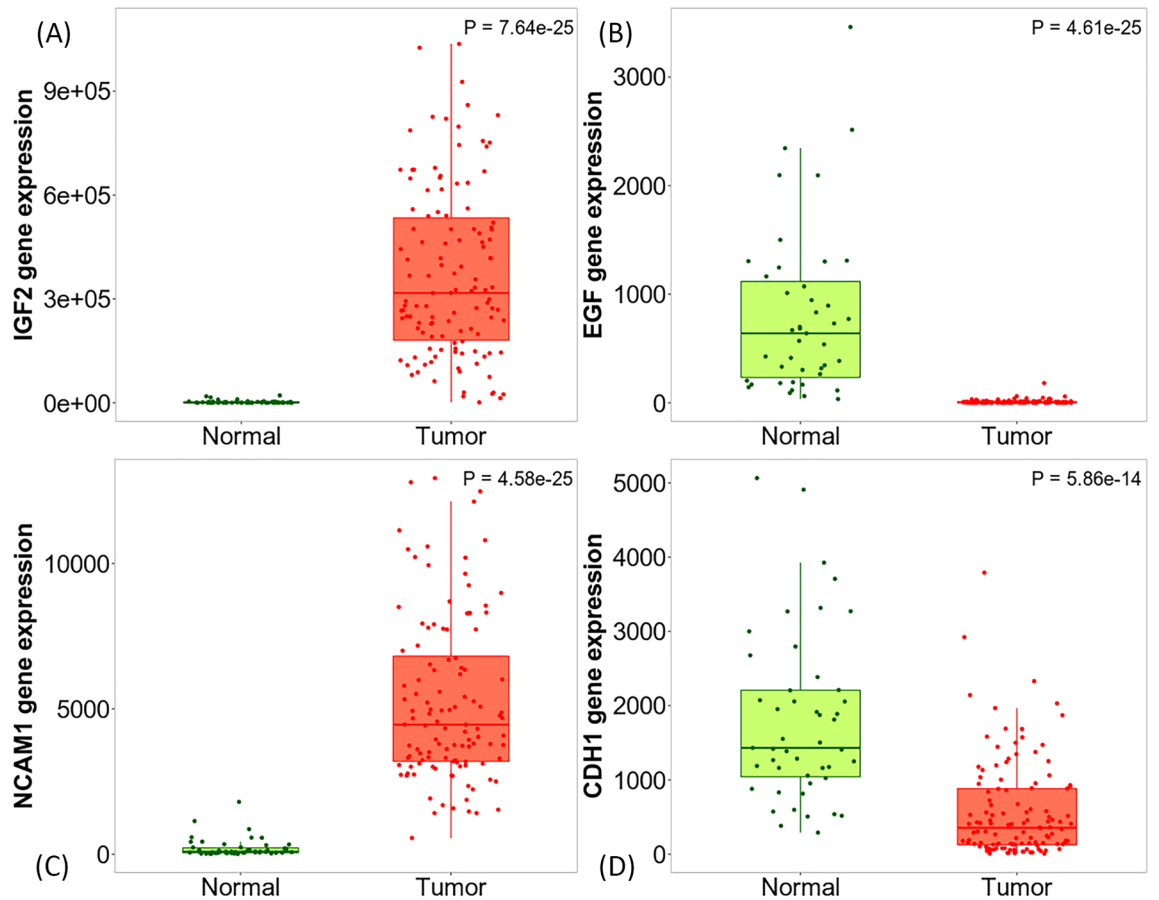 (A)
P = 7.64e-25
IGF2 gene expression
9e+05
6e+05
3e+05
0e+00
Normal
Tumor
(B)
P = 4.61e-25
EGF gene expression
3000
2000
1000
0
Normal
Tumor
(C)
P = 4.58e-25
NCAM1 gene expression
10000
5000
0
Normal
Tumor
(D)
P = 5.86e-14
CDH1 gene expression
5000
4000
3000
2000
1000
0
Normal
Tumor